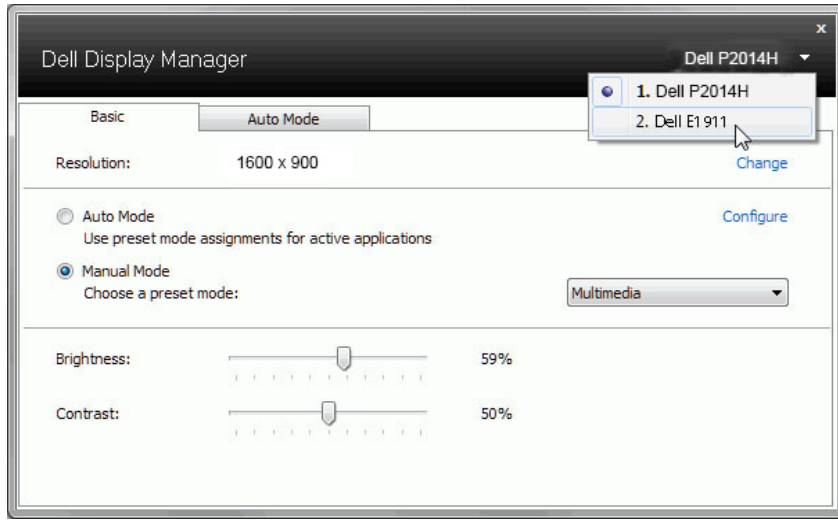 x
Dell Display Manager
Dell P2014H
1. Dell P2014H
2. Dell E1911
Basic
Auto Mode
Resolution:
1600 x 900
Change
Auto Mode
Configure
Use preset mode assignments for active applications
Manual Mode
Choose a preset mode:
Multimedia
Brightness:
59%
Contrast:
50%